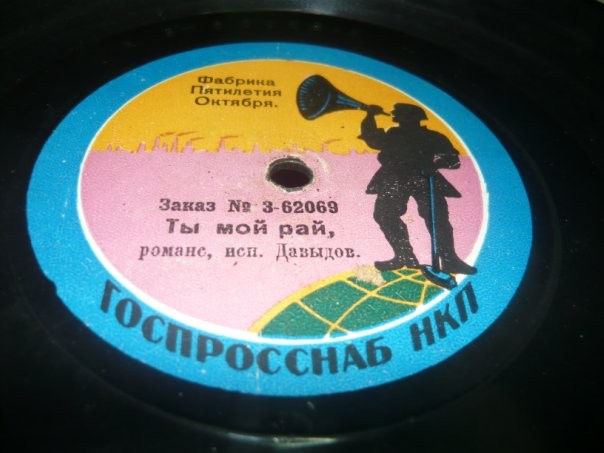 Фабрика
Пятилетия
Октября.
Заказ № 3-62069
Ты мой рай,
романс, исп. Давыдов.
ГОСПРОССНАБ НКП